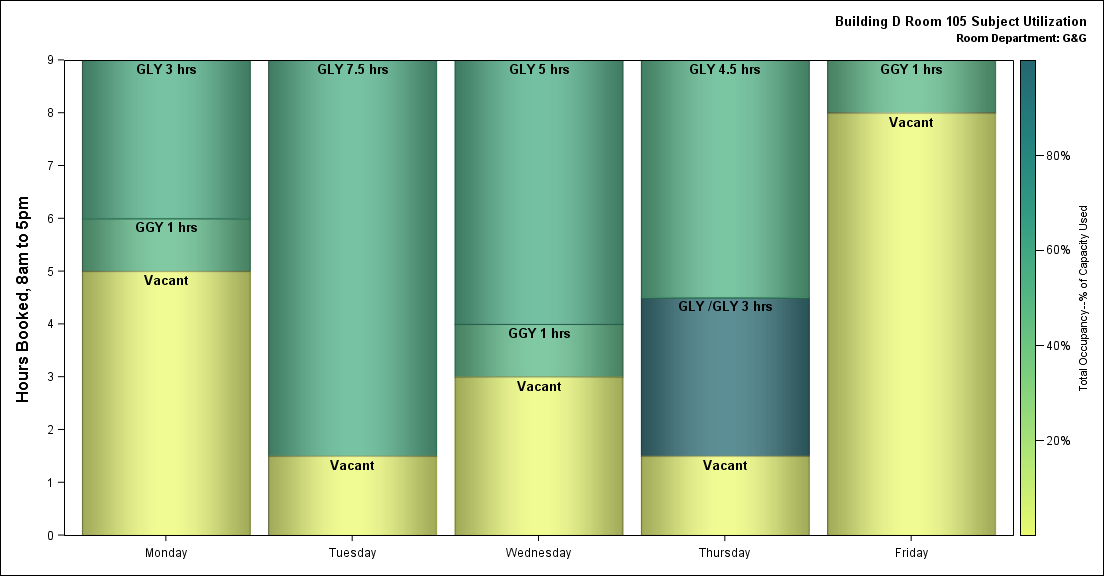 Building D Room 105 Subject Utilization
Room Department: G&G
Hours Booked, 8am to 5pm
9
8
7
6
5
4
3
2
1
0
GLY 3 hrs
GGY 1 hrs
Vacant
GLY 7.5 hrs
Vacant
GLY 5 hrs
GGY 1 hrs
Vacant
GLY 4.5 hrs
GLY /GLY 3 hrs
Vacant
GGY 1 hrs
Vacant
Monday
Tuesday
Wednesday
Thursday
Friday
80%
60%
40%
20%
Total Occupancy--% of Capacity Used